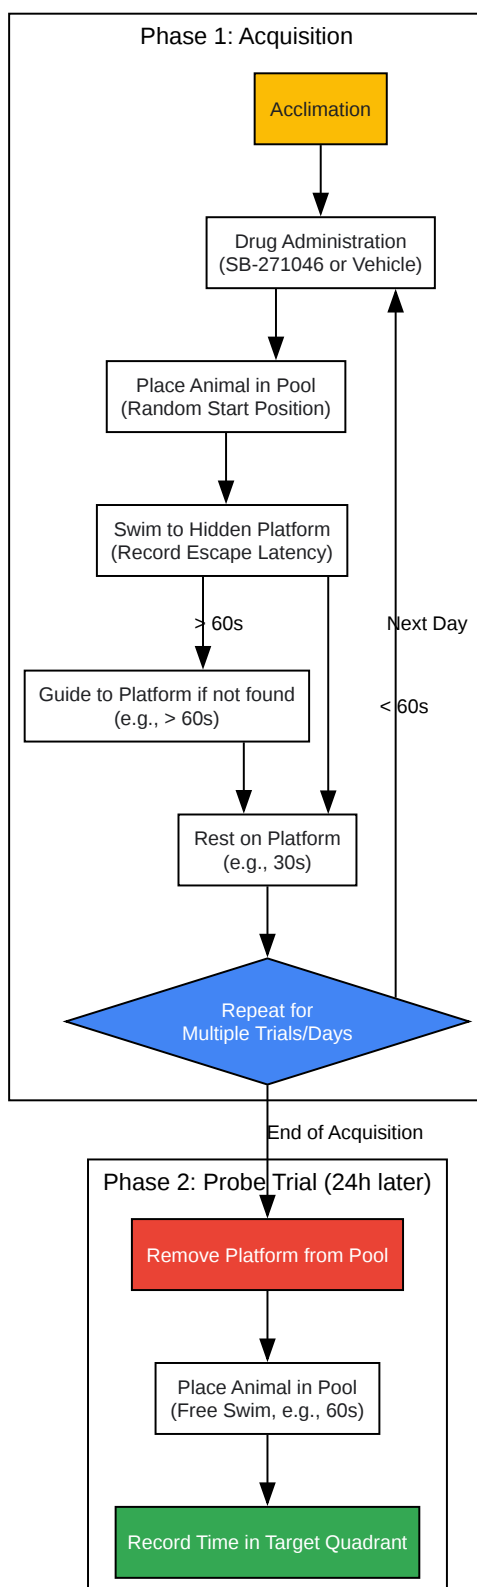 Phase 1: Acquisition
Acclimation
Drug Administration
(SB-271046 or Vehicle)
Place Animal in Pool
(Random Start Position)
Swim to Hidden Platform
(Record Escape Latency)
> 60s
Next Day
Guide to Platform if not found
(e.g., > 60s)
< 60s
Rest on Platform
(e.g., 30s)
Repeat for
Multiple Trials/Days
End of Acquisition
Phase 2: Probe Trial (24h later)
Remove Platform from Pool
Place Animal in Pool
(Free Swim, e.g., 60s)
Record Time in Target Quadrant